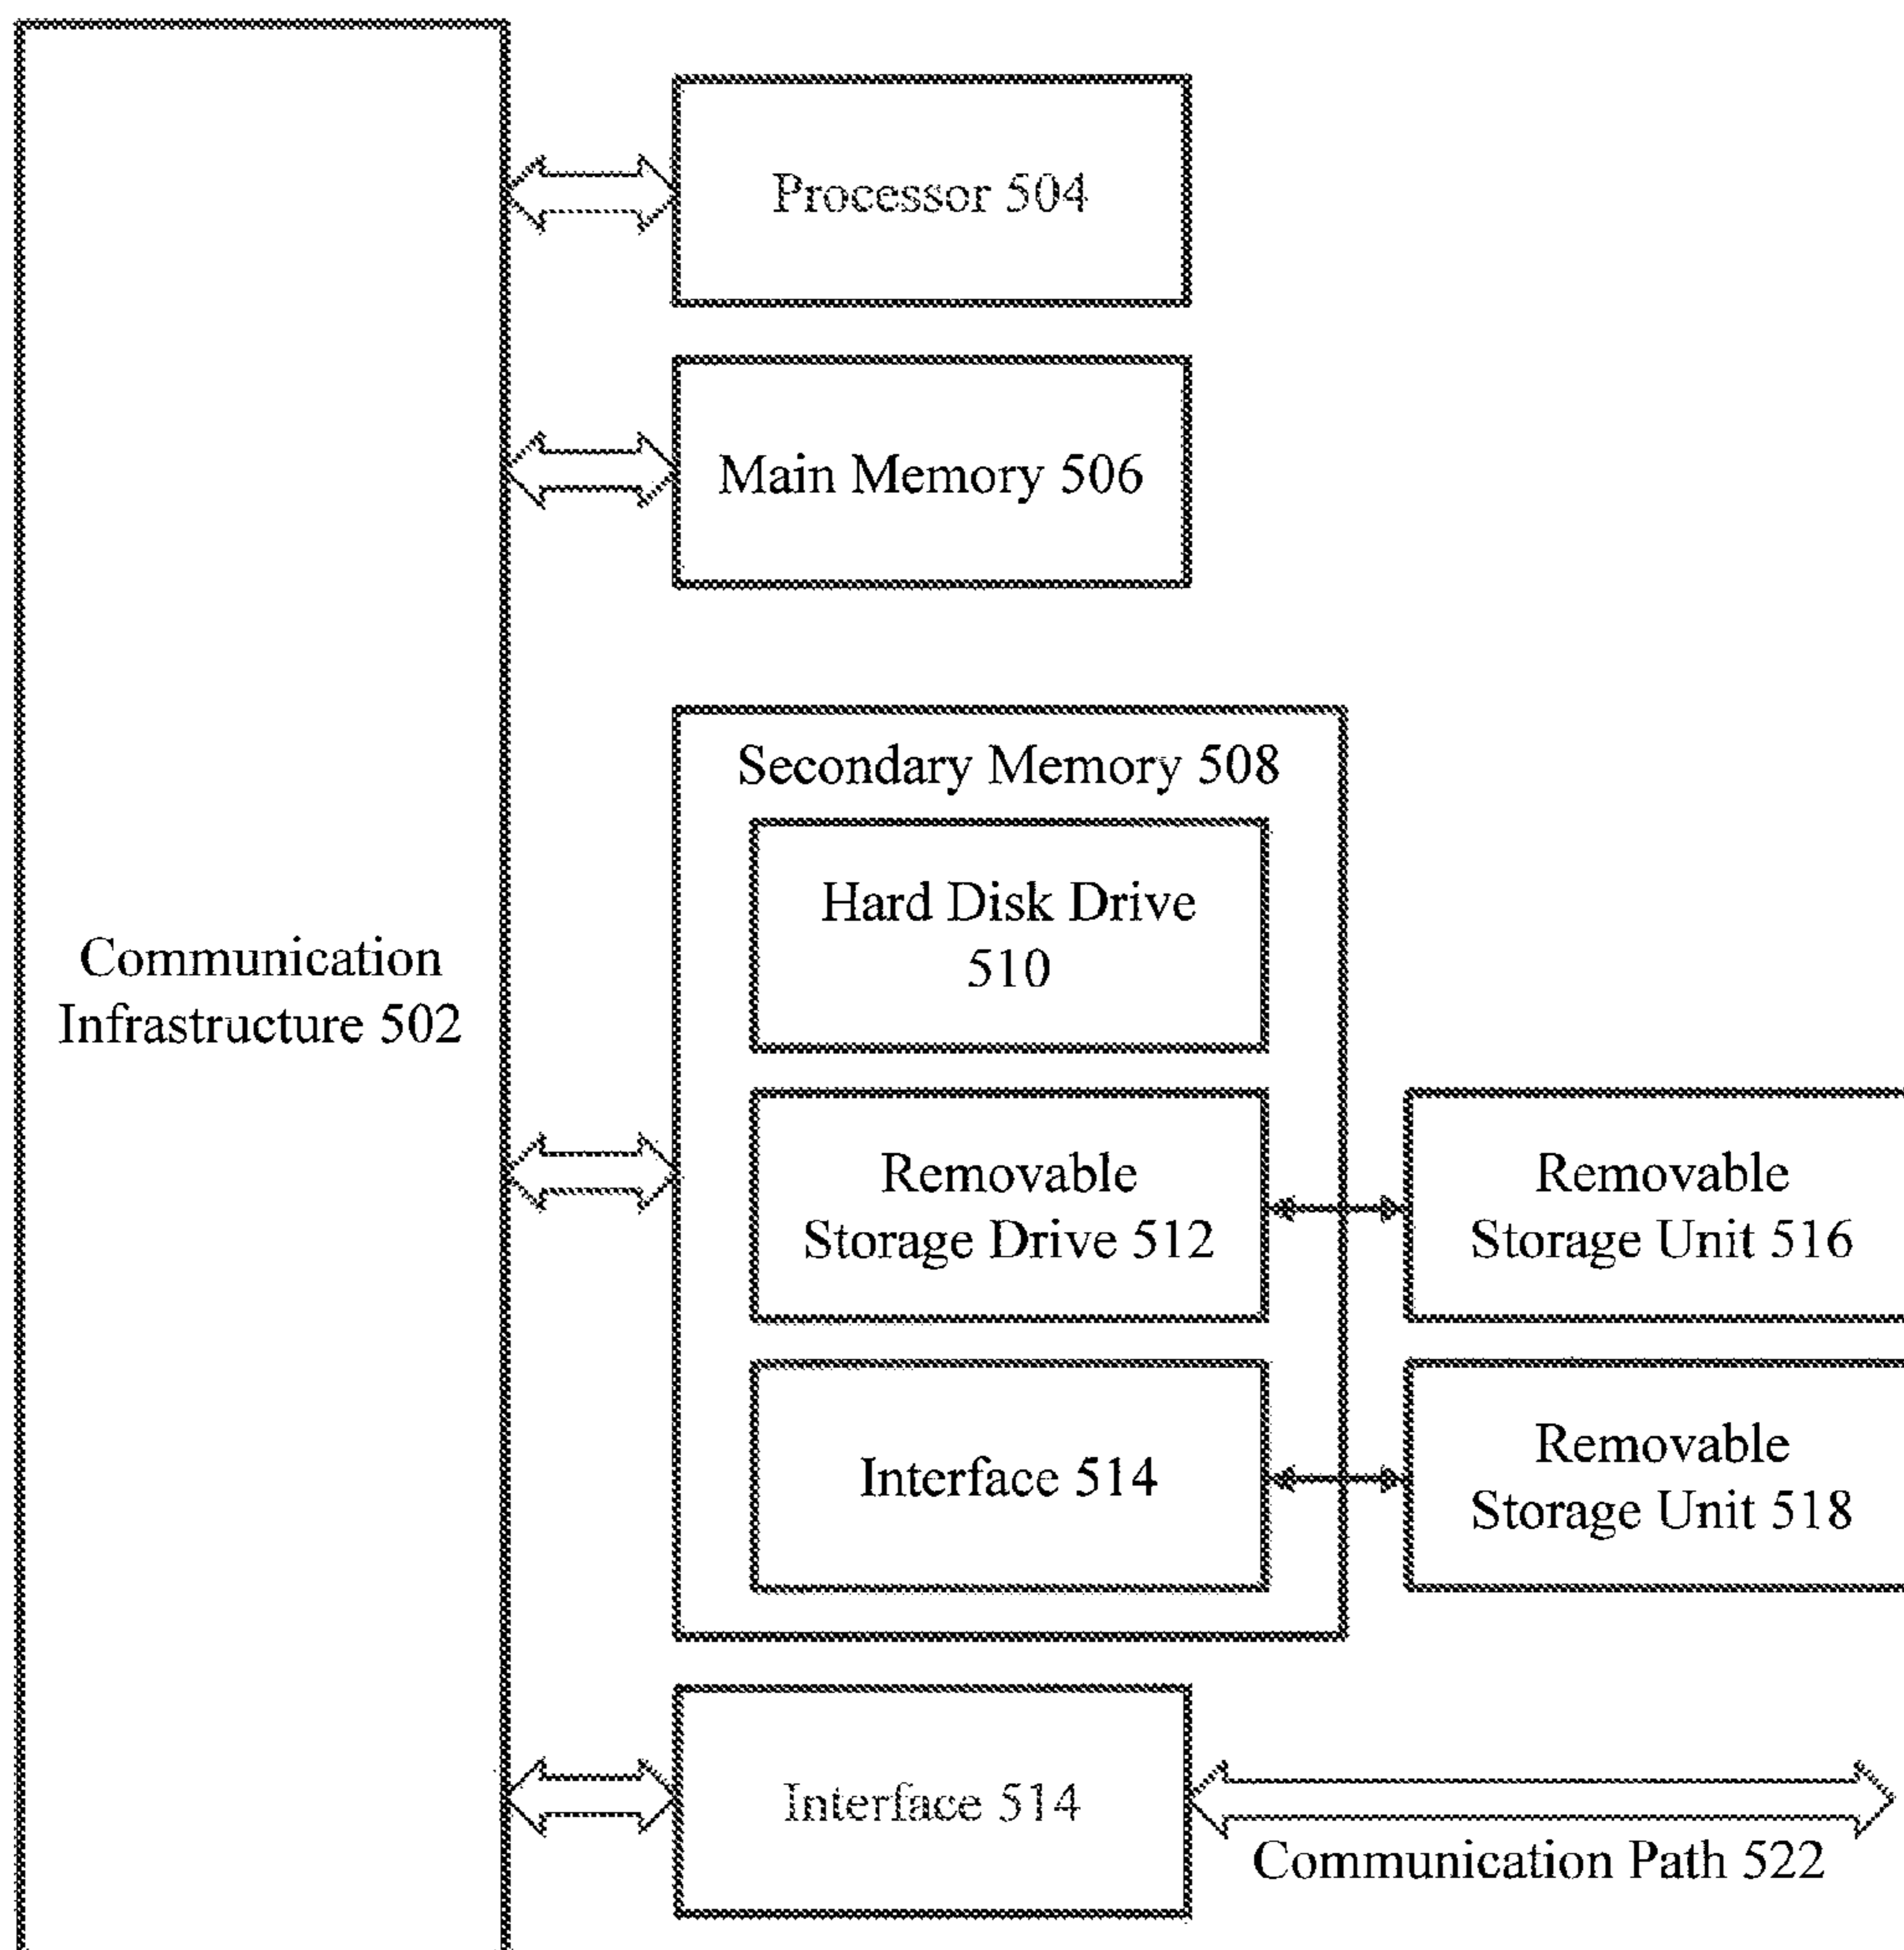 Processor 504
Main Memory 506
Secondary Memory 508
Hard Disk Drive
510
Communication
Infrastructure 502
Removable
Storage Drive 512
Removable
Storage Unit 516
Interface 514
Removable
Storage Unit 518
Interface 514
Communication Path 522